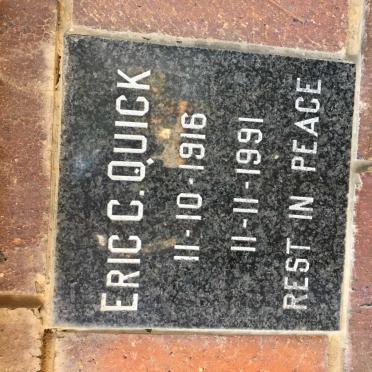 ERIC C. QUICK
11-10-1916
11-11-1991
REST IN PEACE